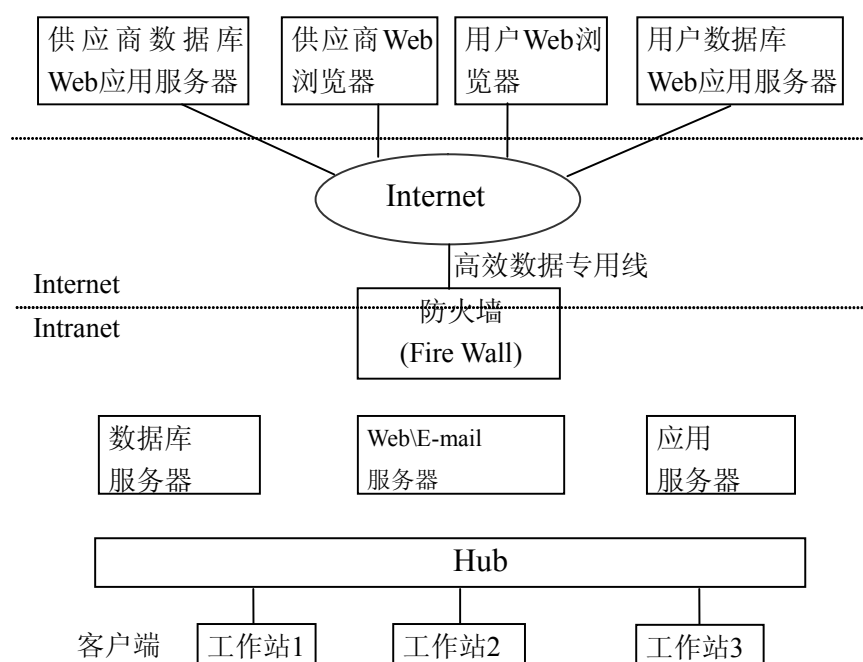 供应商数据库
Web应用服务器
供应商Web
浏览器
用户Web浏
览器
用户数据库
Web应用服务器
Internet
高效数据专用线
Internet
防火墙
Intranet
(Fire Wall)
数据库
服务器
Web\E-mail
服务器
应用
服务器
Hub
客户端
工作站1
工作站2
工作站3